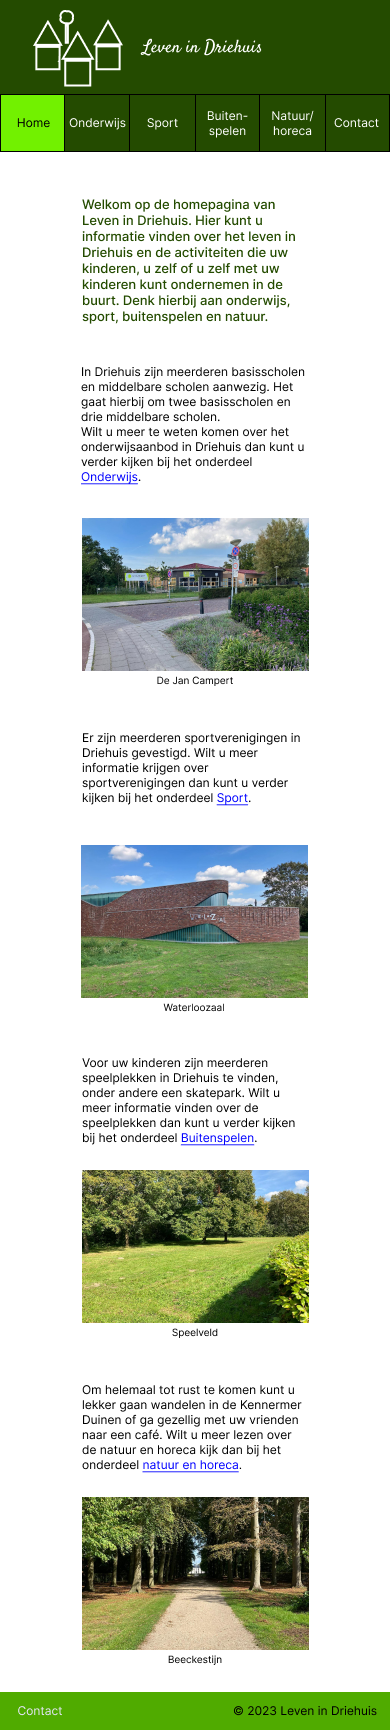 Leven in Driehuis
Home
Onderwijs
Sport
Buiten-
spelen
Natuur/
horeca
Contact
Welkom op de homepagina van
Leven in Driehuis. Hier kunt u
informatie vinden over het leven in
Driehuis en de activiteiten die uw
kinderen, u zelf of u zelf met uw
kinderen kunt ondernemen in de
buurt. Denk hierbij aan onderwijs,
sport, buitenspelen en natuur.
In Driehuis zijn meerderen basisscholen
en middelbare scholen aanwezig. Het
gaat hierbij om twee basisscholen en
drie middelbare scholen.
Wilt u meer te weten komen over het
onderwijsaanbod in Driehuis dan kunt u
verder kijken bij het onderdeel
Onderwijs.
De Jan Campert
Er zijn meerderen sportverenigingen in
Driehuis gevestigd. Wilt u meer
informatie krijgen over
sportverenigingen dan kunt u verder
kijken bij het onderdeel Sport.
Waterloozaal
Voor uw kinderen zijn meerderen
speelplekken in Driehuis te vinden,
onder andere een skatepark. Wilt u
meer informatie vinden over de
speelplekken dan kunt u verder kijken
bij het onderdeel Buitenspelen.
Speelveld
Om helemaal tot rust te komen kunt u
lekker gaan wandelen in de Kennermer
Duinen of ga gezellig met uw vrienden
naar een café. Wilt u meer lezen over
de natuur en horeca kijk dan bij het
onderdeel natuur en horeca.
Beeckestijn
Contact
© 2023 Leven in Driehuis